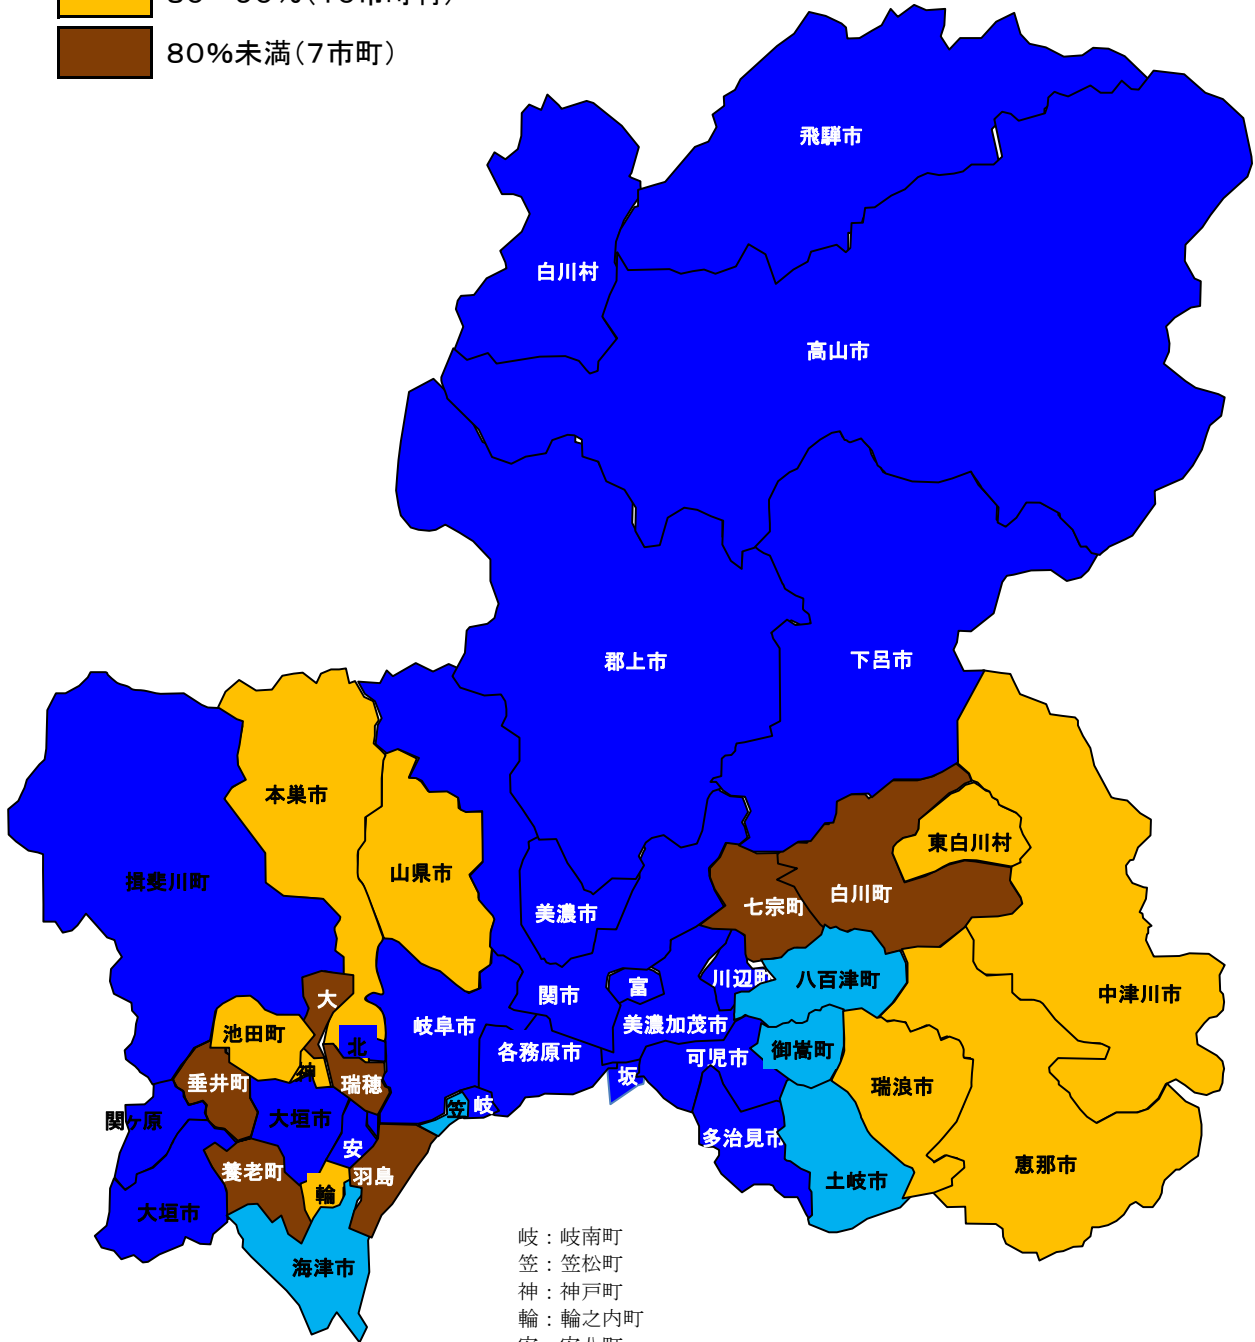 80%未満(7市町)
飛騨市
白川村
高山市
郡上市
下呂市
本巣市
山県市
東白川村
揖斐川町
美濃市
七宗町
白川町
大
関市
富
川辺町
八百津町
中津川市
池田町
岐阜市
美濃加茂市
北
各務原市
可児市
御嵩町
神
垂井町
瑞穂
坂
瑞浪市
関ヶ原
大垣市
笠
岐
多治見市
安
養老町
羽島
恵那市
輪
土岐市
大垣市
海津市
岐:岐南町
笠:笠松町
神:神戸町
輪:輪之内町